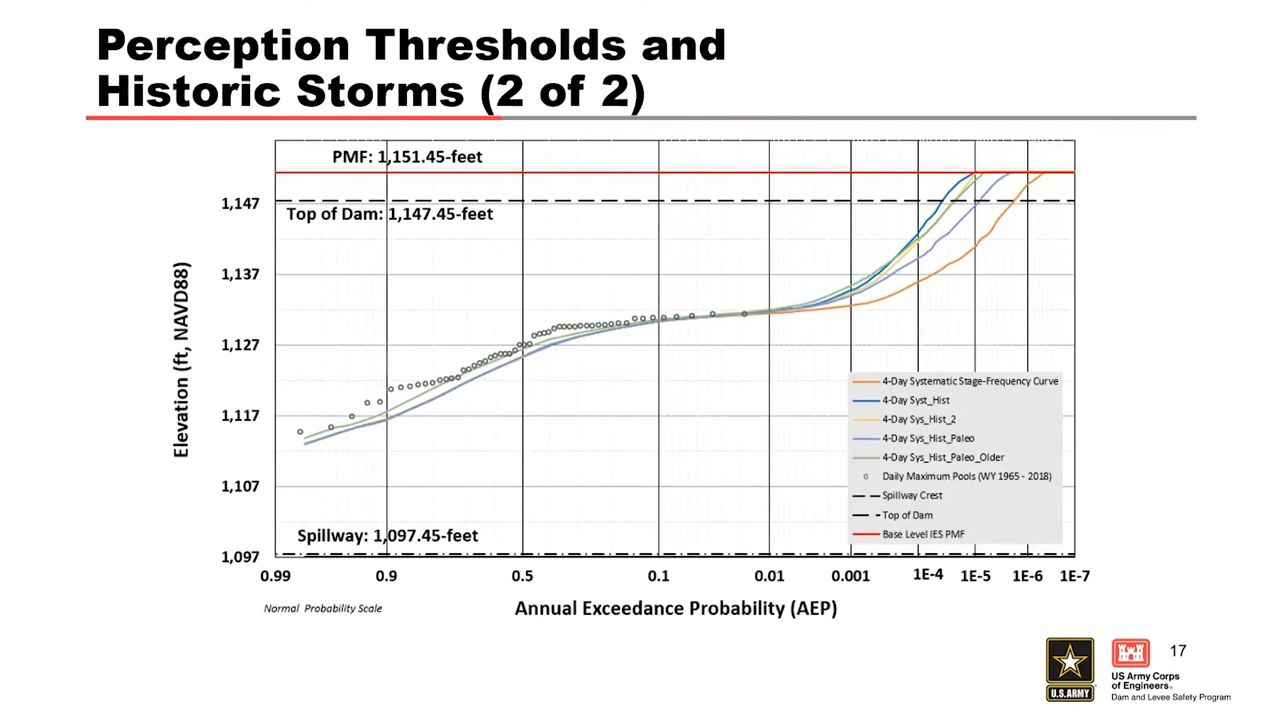 Perception Thresholds and
Historic Storms (2 of 2)
PMF: 1,151.45-feet
1,147
Top of Dam: 1,147.45-feet
1,137
Elevation (ft, NAVD88)
1,127
4-Day Systematic Stage-Frequency Curve
4-Day Syst_Hist
4-Day Sys_Hist_2
1,117
4-Day Sys_Hist_Paleo
4-Day Sys_Hist_Paleo_Older
Daily Maximum Pools (WY 1965 - 2018)
1,107
Spillway Crest
Top of Dam
Base Level IES PMF
Spillway: 1,097.45-feet
1,097
0.99 0.9 0.5 0.1 0.01 0.001 1E-4 1E-5 1E-6 1E-7
Normal Probability Scale
Annual Exceedance Probability (AEP)
17
U.S.ARMY
US Army Corps
of Engineers®
Dam and Levee Safety Program